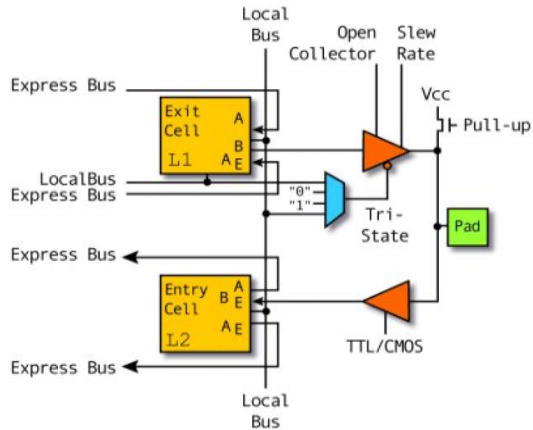 Local
Bus
Open
Collector
Slew
Rate
Express Bus
Vcc
Exit
Cell
A
B
A E
L1
Pull-up
LocalBus
Express Bus
"0"
"1"
Tri-
State
Pad
Express Bus
Entry
Cell
A
B E
A E
L2
TTL/CMOS
Express Bus
Local
Bus